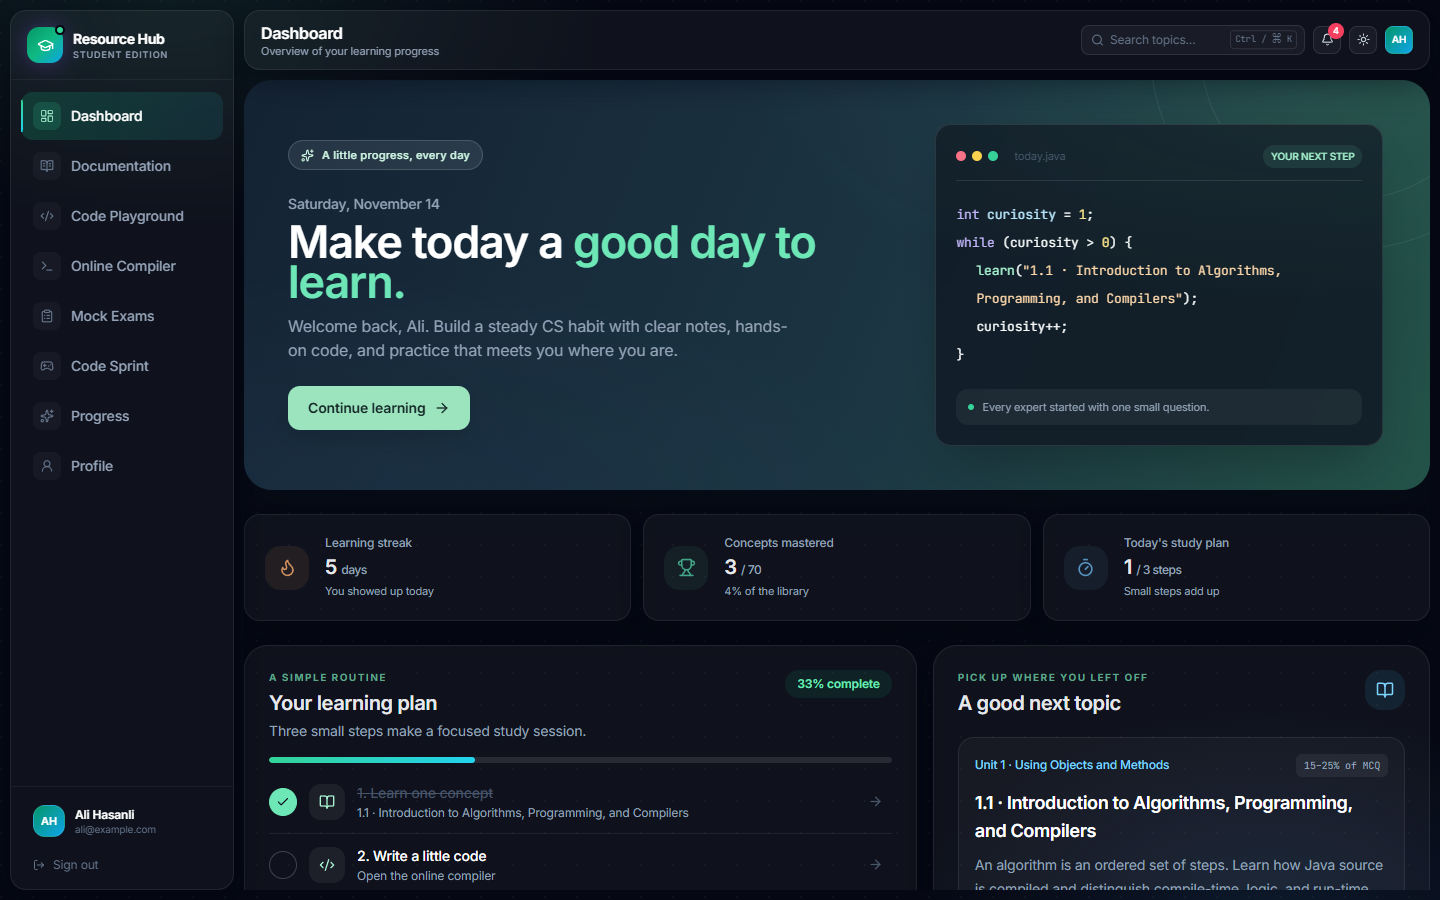 Resource Hub
STUDENT EDITION
Dashboard
Documentation
Code Playground
Online Compiler
Mock Exams
Code Sprint
Progress
Profile
AH
Ali Hasanli
ali@example.com
Sign out
Dashboard
Overview of your learning progress
Search topics...
Ctrl / ⌘ K
4
AH
A little progress, every day
Saturday, November 14
Make today a good day to
learn.
Welcome back, Ali. Build a steady CS habit with clear notes, hands-
on code, and practice that meets you where you are.
Continue learning
today.java
YOUR NEXT STEP
int curiosity = 1;
while (curiosity > 0) {
learn("1.1 · Introduction to Algorithms,
Programming, and Compilers");
curiosity++;
}
Every expert started with one small question.
Learning streak
5 days
You showed up today
Concepts mastered
3 / 70
4% of the library
Today's study plan
1 / 3 steps
Small steps add up
A SIMPLE ROUTINE
Your learning plan
33% complete
Three small steps make a focused study session.
1. Learn one concept
1.1 · Introduction to Algorithms, Programming, and Compilers
2. Write a little code
Open the online compiler
PICK UP WHERE YOU LEFT OFF
A good next topic
Unit 1 · Using Objects and Methods
15–25% of MCQ
1.1 · Introduction to Algorithms, Programming,
and Compilers
An algorithm is an ordered set of steps. Learn how Java source
is compiled and distinguish compile-time, logic, and run-time